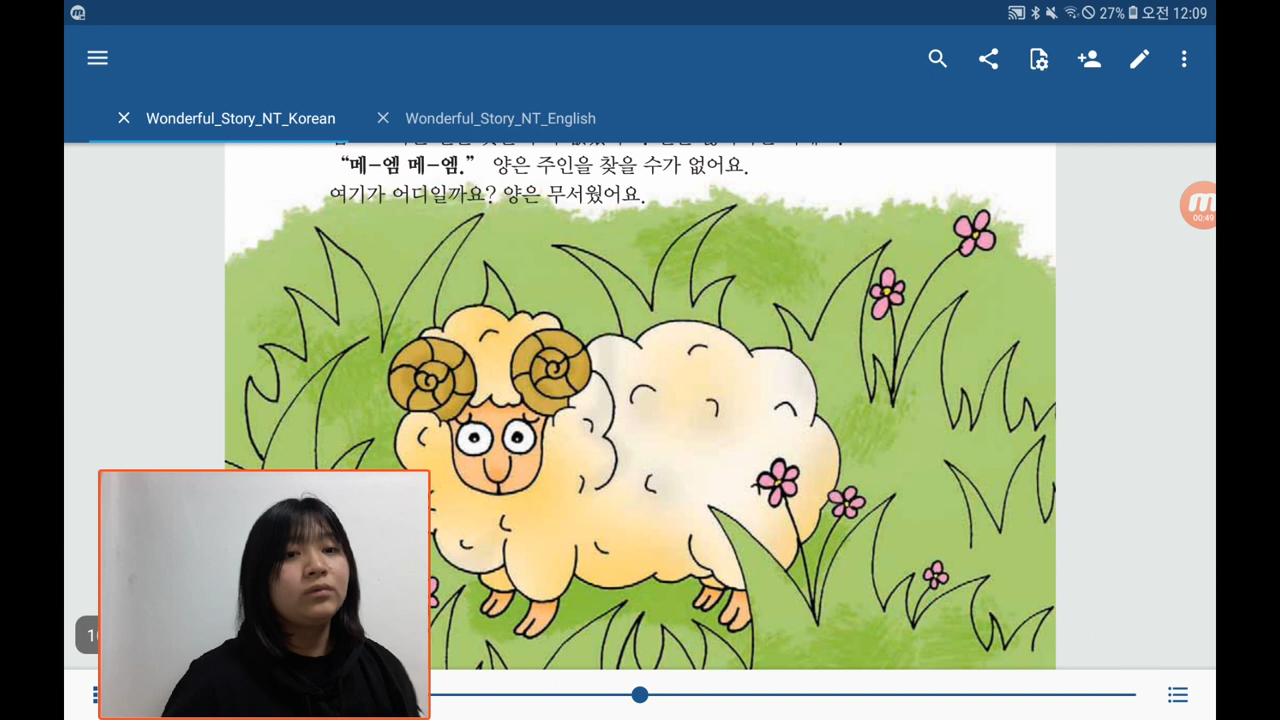 27% 오전 12:09
Wonderful_Story_NT_Korean
Wonderful_Story_NT_English
“메-엠 메-엠.” 양은 주인을 찾을 수가 없어요.
여기가 어디일까요? 양은 무서웠어요.
00:49